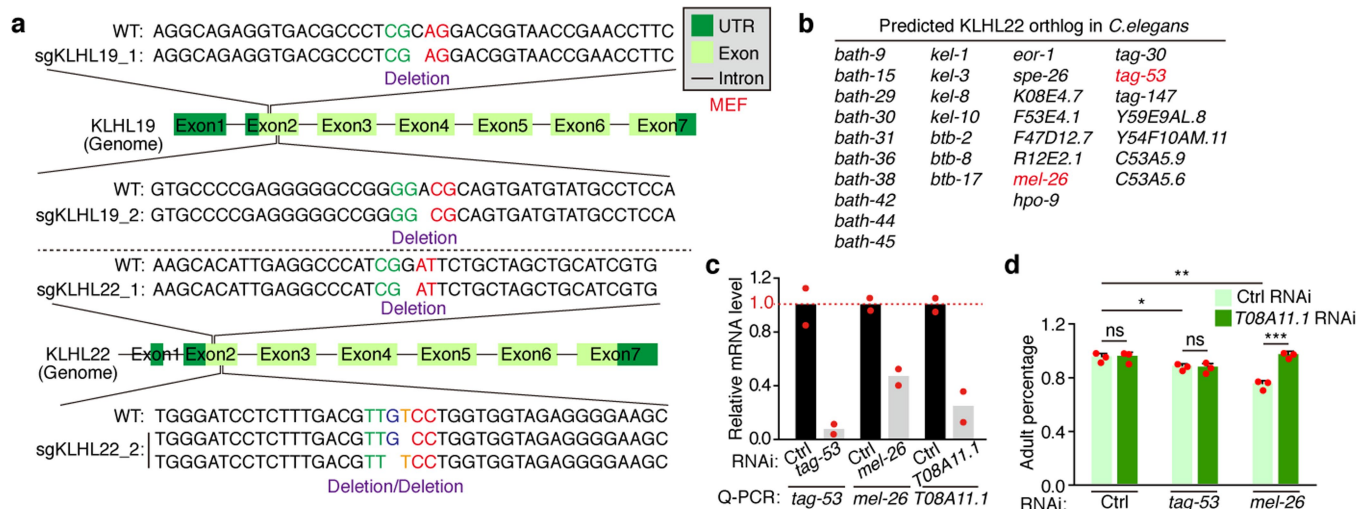 a
WT: AGGCAGAGGTGACGCCCTCGCAGGACGGTAACCGAACCTTC
sgKLHL19_1: AGGCAGAGGTGACGCCCTCG AGGACGGTAACCGAACCTTC
Deletion
UTR
Exon
Intron
MEF
KLHL19
(Genome)
Exon1 Exon2 Exon3 Exon4 Exon5 Exon6 Exon7
WT: GTGCCCCGAGGGGGCCGGGGACGCAGTGATGTATGCCTCCA
sgKLHL19_2: GTGCCCCGAGGGGGCCGGGG CGCAGTGATGTATGCCTCCA
Deletion
WT: AAGCACATTGAGGCCCATCGGATTCTGCTAGCTGCATCGTG
sgKLHL22_1: AAGCACATTGAGGCCCATCG ATTCTGCTAGCTGCATCGTG
Deletion
KLHL22
(Genome)
Exon1 Exon2 Exon3 Exon4 Exon5 Exon6 Exon7
WT: TGGGATCCTCTTTGACGTTGTCCTGGTGGTAGAGGGGAAGC
sgKLHL22_2: TGGGATCCTCTTTGACGTTG CCTGGTGGTAGAGGGGAAGC
TGGGATCCTCTTTGACGTT TCCTGGTGGTAGAGGGGAAGC
Deletion/Deletion
b
Predicted KLHL22 ortholog in C.elegans
bath-9 kel-1 eor-1 tag-30
bath-15 kel-3 spe-26 tag-53
bath-29 kel-8 K08E4.7 tag-147
bath-30 kel-10 F53E4.1 Y59E9AL.8
bath-31 btb-2 F47D12.7 Y54F10AM.11
bath-36 btb-8 R12E2.1 C53A5.9
bath-38 btb-17 mel-26 C53A5.6
bath-42 hpo-9
bath-44
bath-45
c
Relative mRNA level
1.2
1.0
0.8
0.4
0.0
RNAi: Ctrl tag-53 Ctrl mel-26 Ctrl T08A11.1
Q-PCR: tag-53 mel-26 T08A11.1
d
Ctrl RNAi
T08A11.1 RNAi
Adult percentage
1.2
0.8
0.4
0.0
**
*
ns ns ***
RNAi: Ctrl tag-53 mel-26